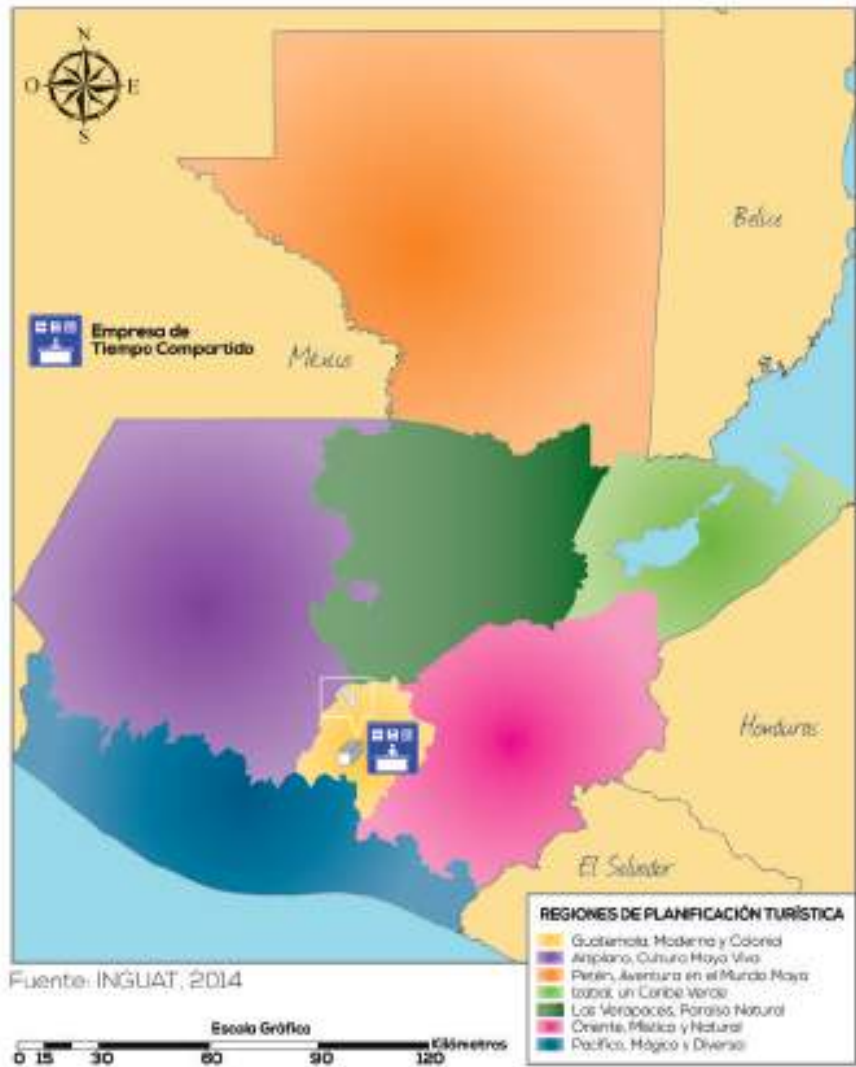 N
O E
S
Belice
Empresa de
Tiempo Compartido
México
Honduras
El Salvador
REGIONES DE PLANIFICACIÓN TURÍSTICA
Guatemala, Moderna y Colonial
Altiplano, Cultura Maya Viva
Petén, Aventura en el Mundo Maya
Izabal, un Caribe Verde
Las Verapaces, Paraíso Natural
Oriente, Místico y Natural
Pacífico, Mágico y Diverso
Fuente: INGUAT, 2014
Escala Gráfica
Kilómetros
0 15 30 60 90 120